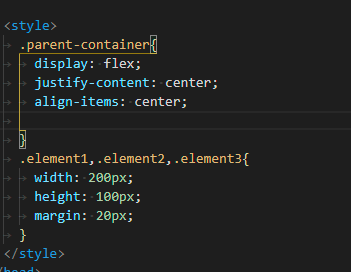 <style>
.parent-container{
display: flex;
justify-content: center;
align-items: center;
}
.element1,.element2,.element3{
width: 200px;
height: 100px;
margin: 20px;
}
</style>